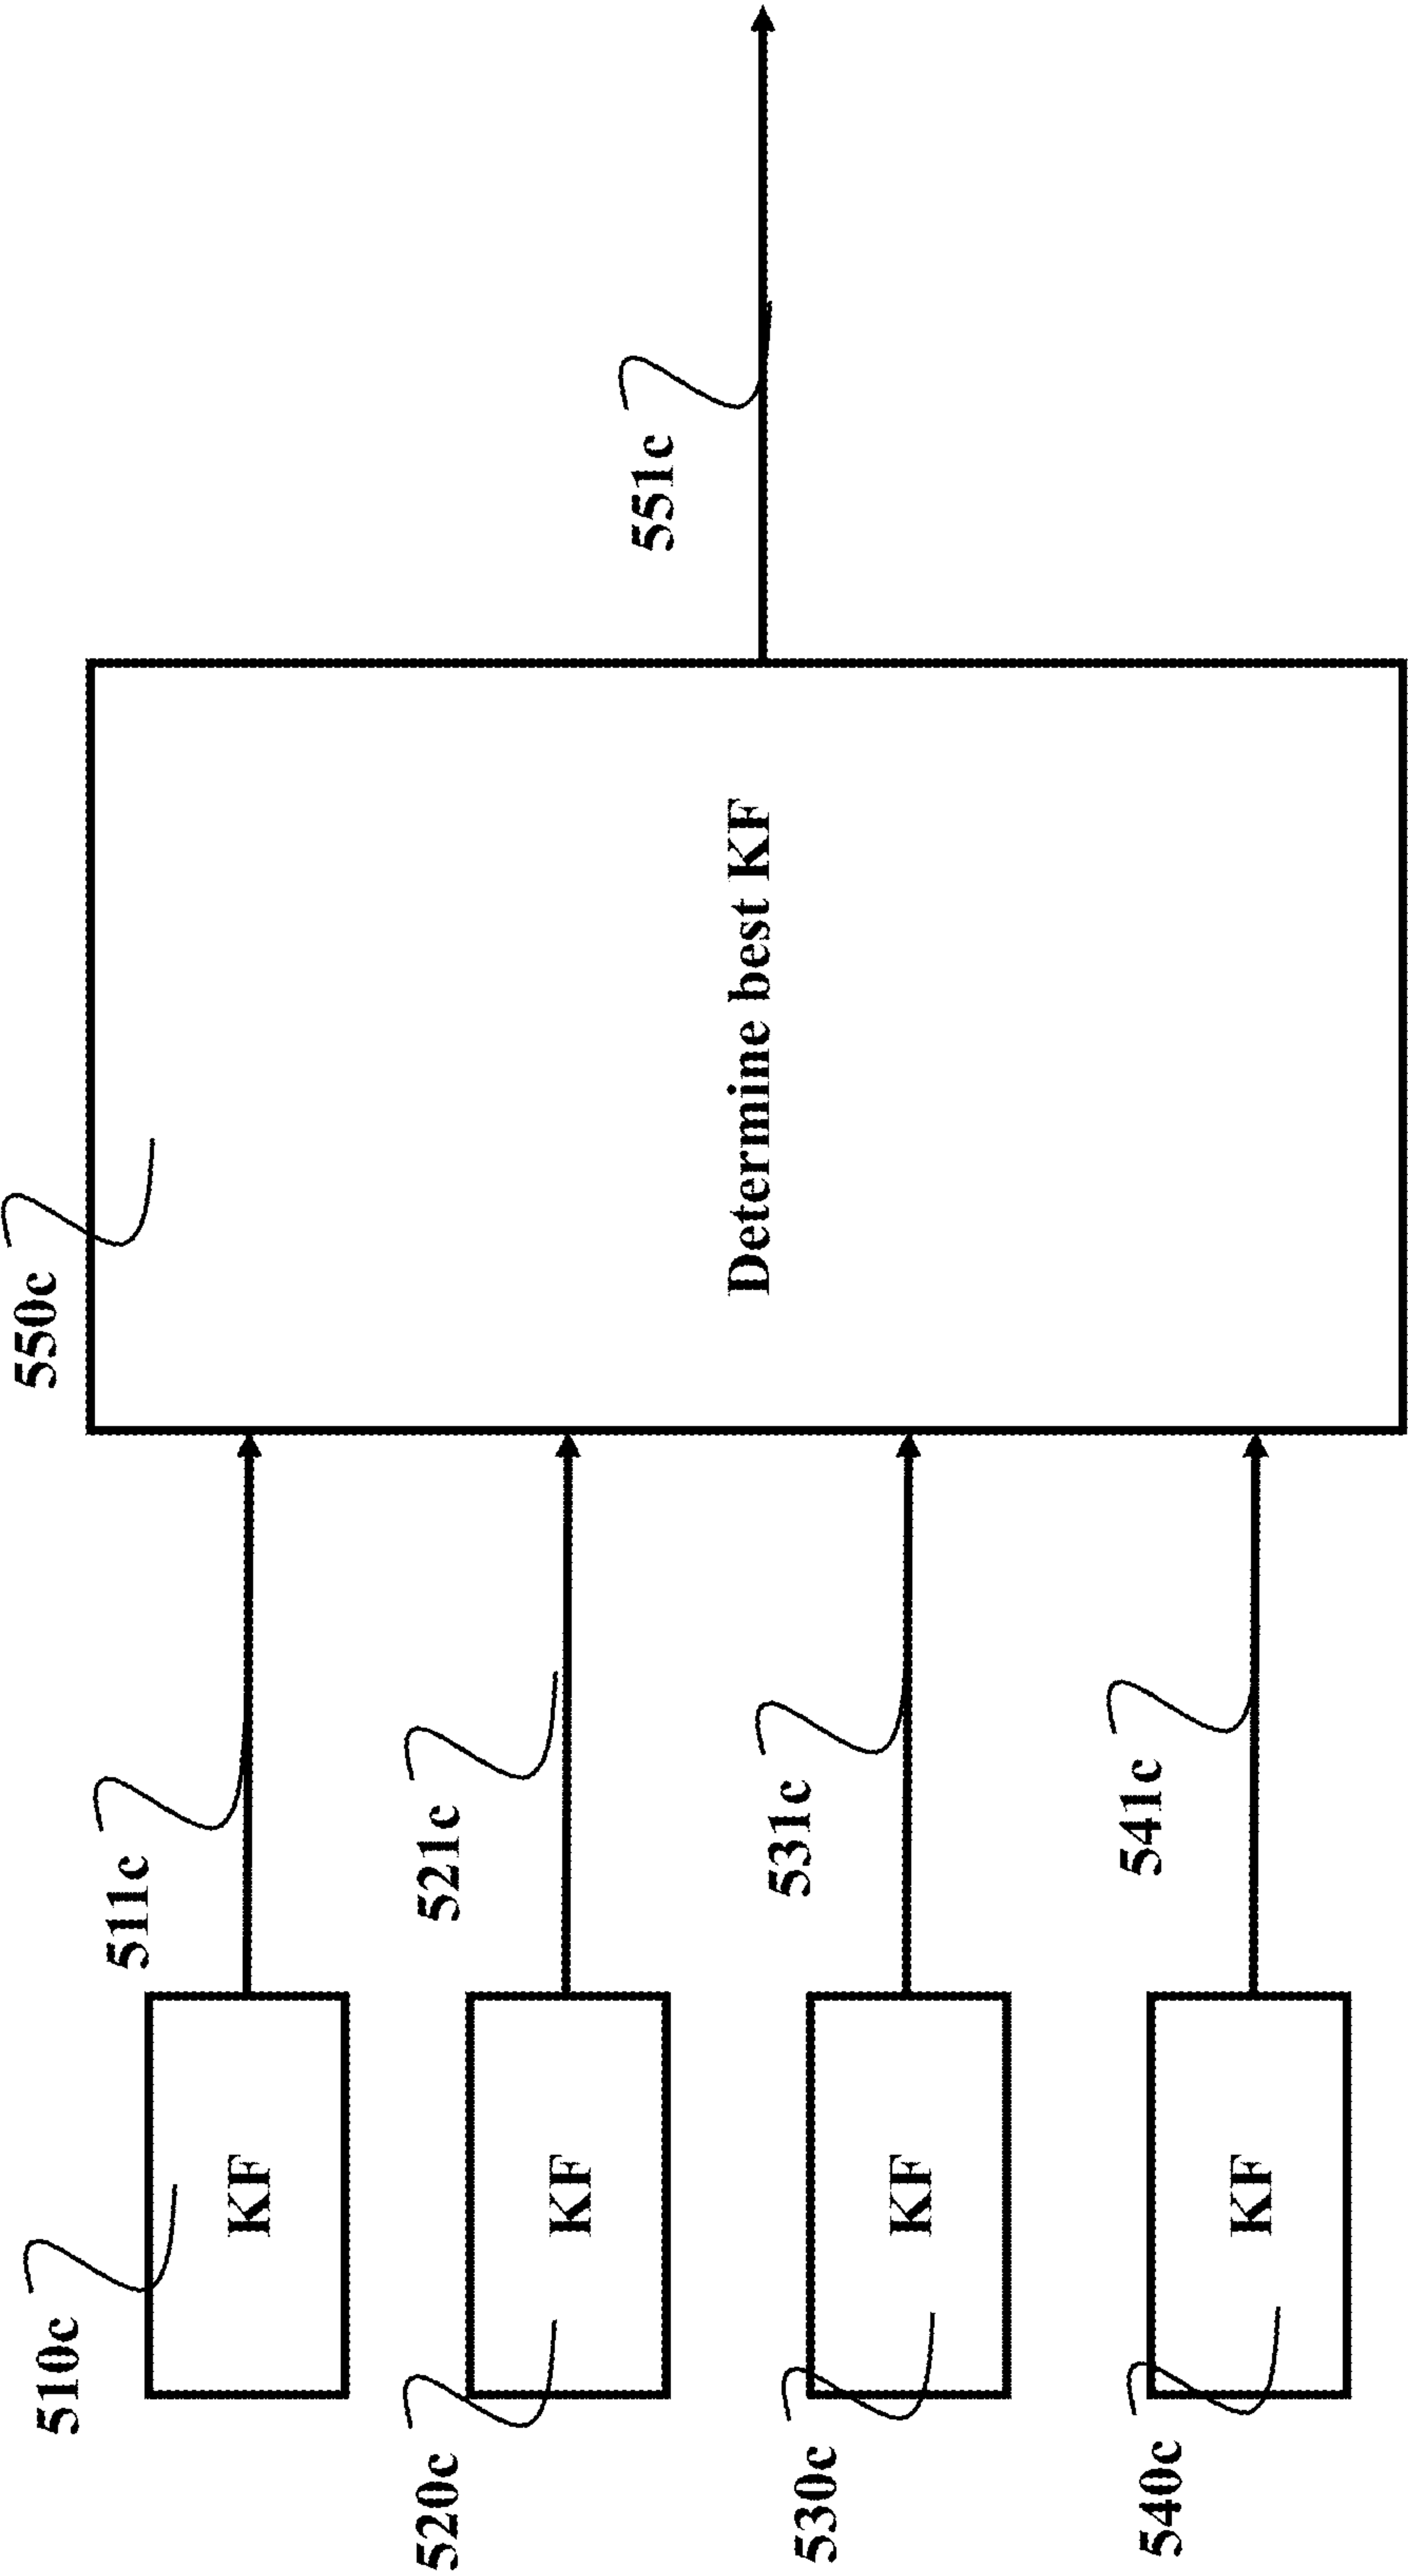 510c
KF
511c
520c
KF
521c
530c
KF
531c
540c
KF
541c
550c
Determine best KF
551c